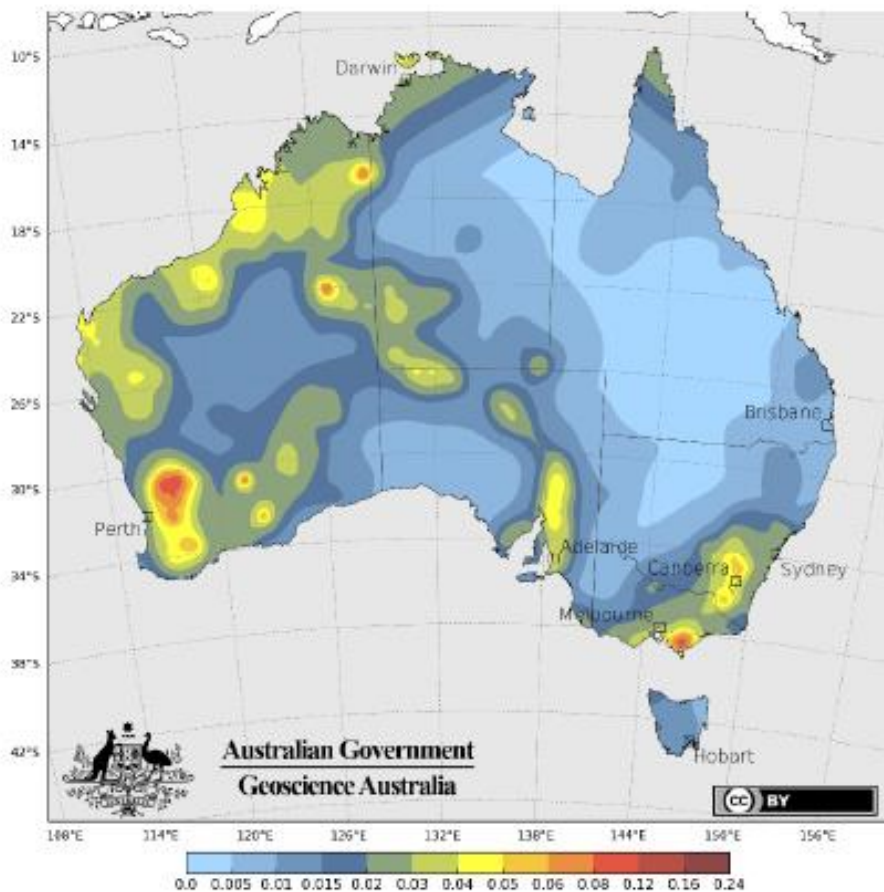 10°S
14°S
18°S
22°S
26°S
30°S
34°S
38°S
42°S
Darwin
Brisbane
Perth
Adelaide
Canberra
Sydney
Melbourne
Hobart
Australian Government
Geoscience Australia
CC BY
108°E 114°E 120°E 126°E 132°E 138°E 144°E 150°E 156°E
0.0 0.005 0.01 0.015 0.02 0.03 0.04 0.05 0.06 0.08 0.12 0.16 0.24